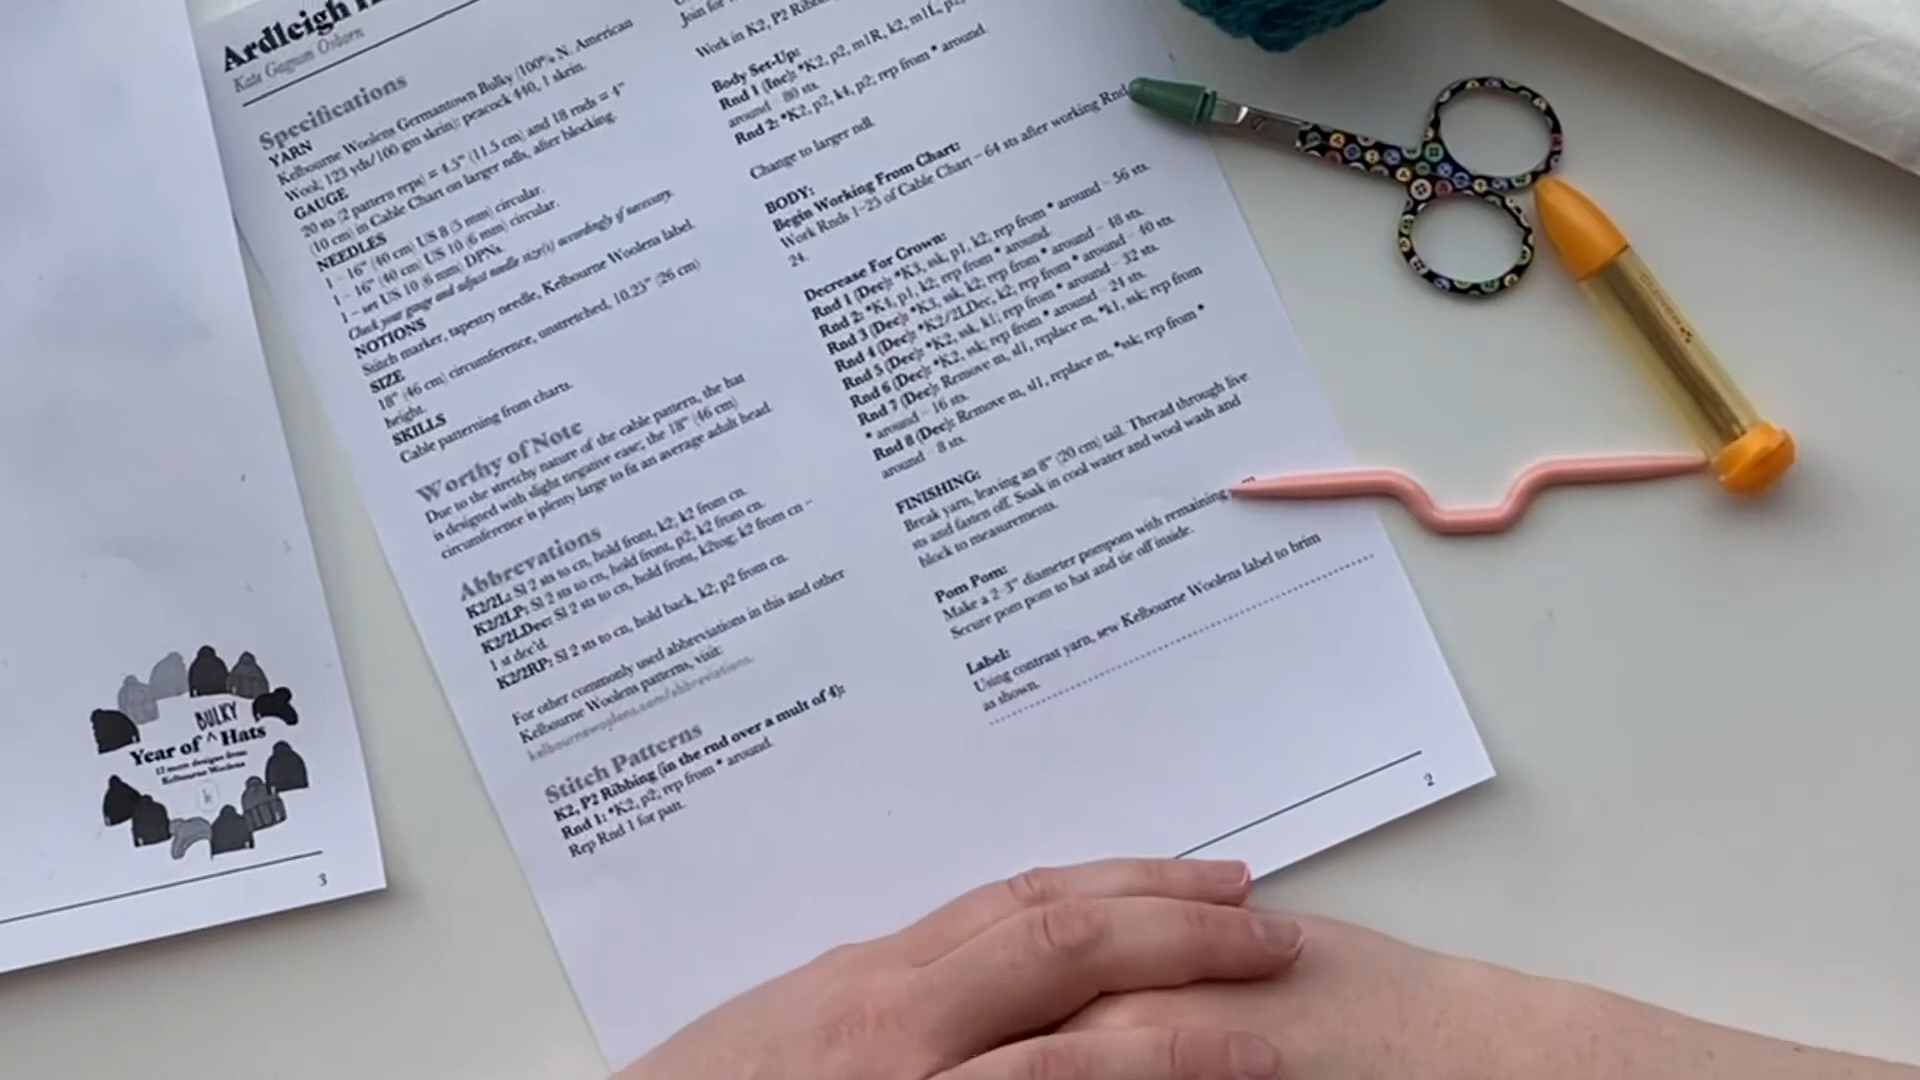 Ardleigh
Kate Gagnon Osborn
Specifications
YARN
Kelbourne Woolens Germantown Bulky (100% N. American
Wool; 123 yds/100 gm skein): peacock 440, 1 skein.
GAUGE
20 sts (2 pattern reps) = 4.5" (11.5 cm) and 18 rnds = 4"
(10 cm) in Cable Chart on larger ndls, after blocking.
NEEDLES
1 – 16" (40 cm) US 8 (5 mm) circular.
1 – 16" (40 cm) US 10 (6 mm) circular.
1 – set US 10 (6 mm) DPNs.
Check your gauge and adjust needle size(s) accordingly if necessary.
NOTIONS
Stitch marker, tapestry needle, Kelbourne Woolens label.
SIZE
18" (46 cm) circumference, unstretched, 10.25" (26 cm)
height.
SKILLS
Cable patterning from charts.
Worthy of Note
Due to the stretchy nature of the cable pattern, the hat
is designed with slight negative ease; the 18" (46 cm)
circumference is plenty large to fit an average adult head.
Abbrevations
K2/2L: Sl 2 sts to cn, hold front, k2; k2 from cn.
K2/2LP: Sl 2 sts to cn, hold front, p2; k2 from cn.
K2/2LDec: Sl 2 sts to cn, hold front, k2tog; k2 from cn –
1 st dec'd.
K2/2RP: Sl 2 sts to cn, hold back, k2; p2 from cn.
For other commonly used abbreviations in this and other
Kelbourne Woolens patterns, visit:
kelbournewoolens.com/abbreviations.
Stitch Patterns
K2, P2 Ribbing (in the rnd over a mult of 4):
Rnd 1: *K2, p2; rep from * around.
Rep Rnd 1 for patt.
Join for
Work in K2, P2
Body Set-Up:
Rnd 1 (Inc): *K2, p2, m1R, k2, m1L, p2;
around – 80 sts.
Rnd 2: *K2, p2, k4, p2; rep from * around.
Change to larger ndl.
BODY:
Begin Working From Chart:
Work Rnds 1–23 of Cable Chart – 64 sts after working Rnd
24.
Decrease For Crown:
Rnd 1 (Dec): *K3, ssk, p1, k2; rep from * around – 56 sts.
Rnd 2: *K4, p1, k2; rep from * around.
Rnd 3 (Dec): *K3, ssk, k2; rep from * around – 48 sts.
Rnd 4 (Dec): *K2/2LDec, k2; rep from * around – 40 sts.
Rnd 5 (Dec): *K2, ssk, k1; rep from * around – 32 sts.
Rnd 6 (Dec): *K2, ssk; rep from * around – 24 sts.
Rnd 7 (Dec): Remove m, sl1, replace m, *k1, ssk; rep from
* around – 16 sts.
Rnd 8 (Dec): Remove m, sl1, replace m, *ssk; rep from *
around – 8 sts.
FINISHING:
Break yarn, leaving an 8" (20 cm) tail. Thread through live
sts and fasten off. Soak in cool water and wool wash and
block to measurements.
Pom Pom:
Make a 2-3" diameter pompom with remaining
Secure pom pom to hat and tie off inside.
Label:
Using contrast yarn, sew Kelbourne Woolens label to brim
as shown.
2
BULKY
Year of ^ Hats
12 more designs from
Kelbourne Woolens
k
3
CLOVER